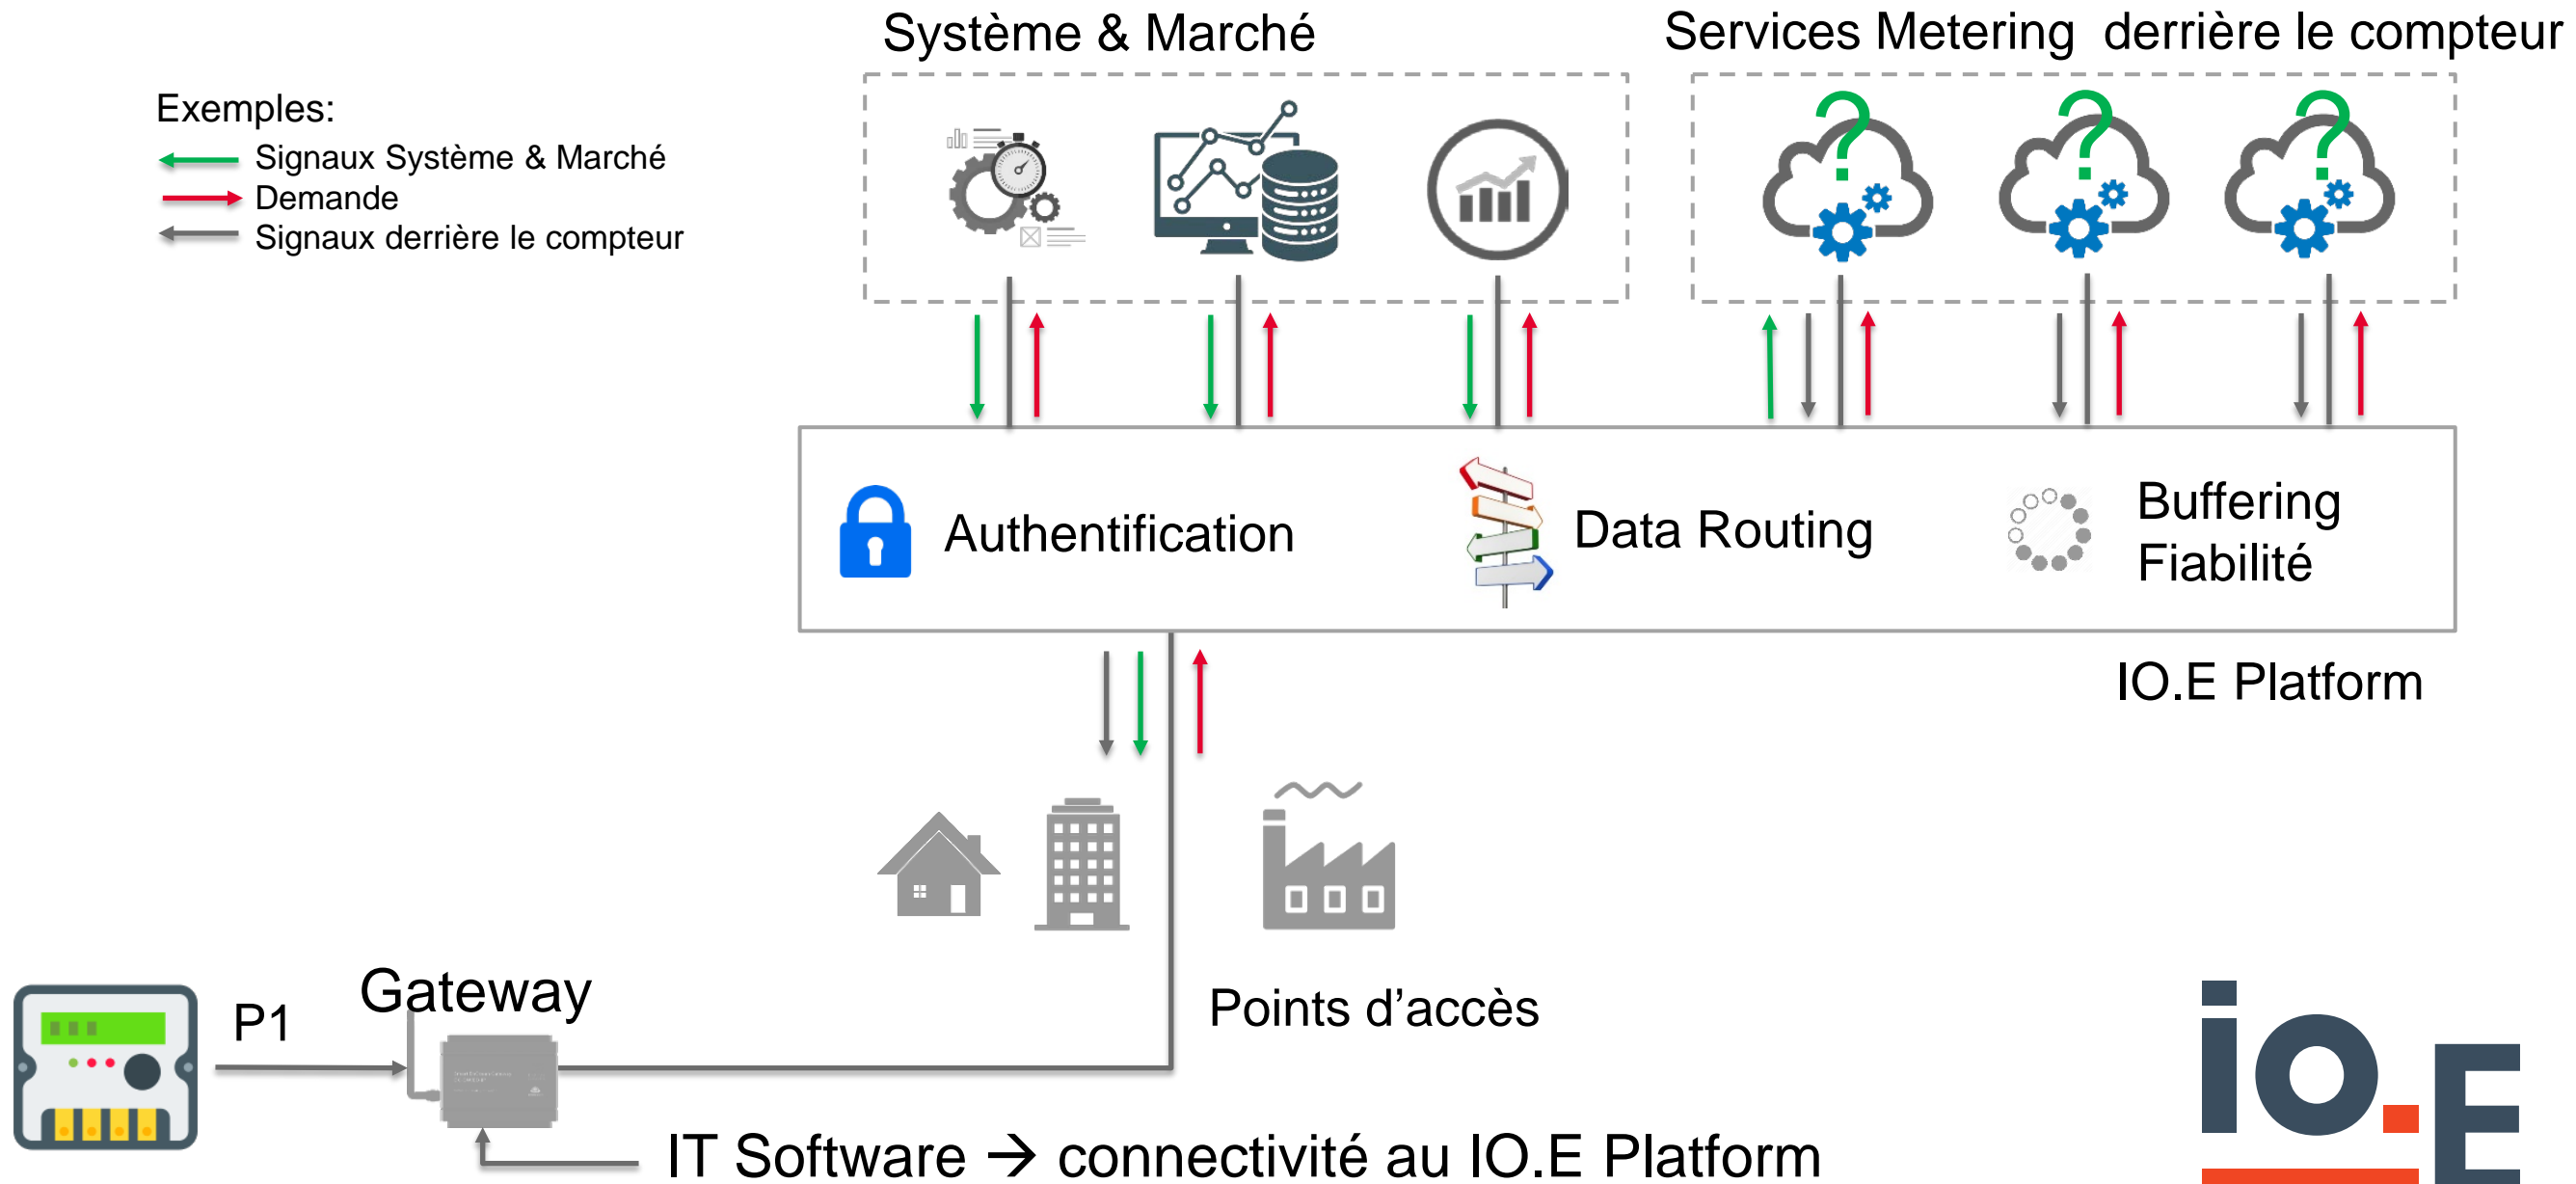 Système & Marché
Services Metering  derrière le compteur
Exemples:
Signaux Système & Marché
Demande
Signaux derrière le compteur
Authentification
Data Routing
Buffering
Fiabilité
IO.E Platform
Gateway
P1
Points d’accès
IT Software → connectivité au IO.E Platform
io.E